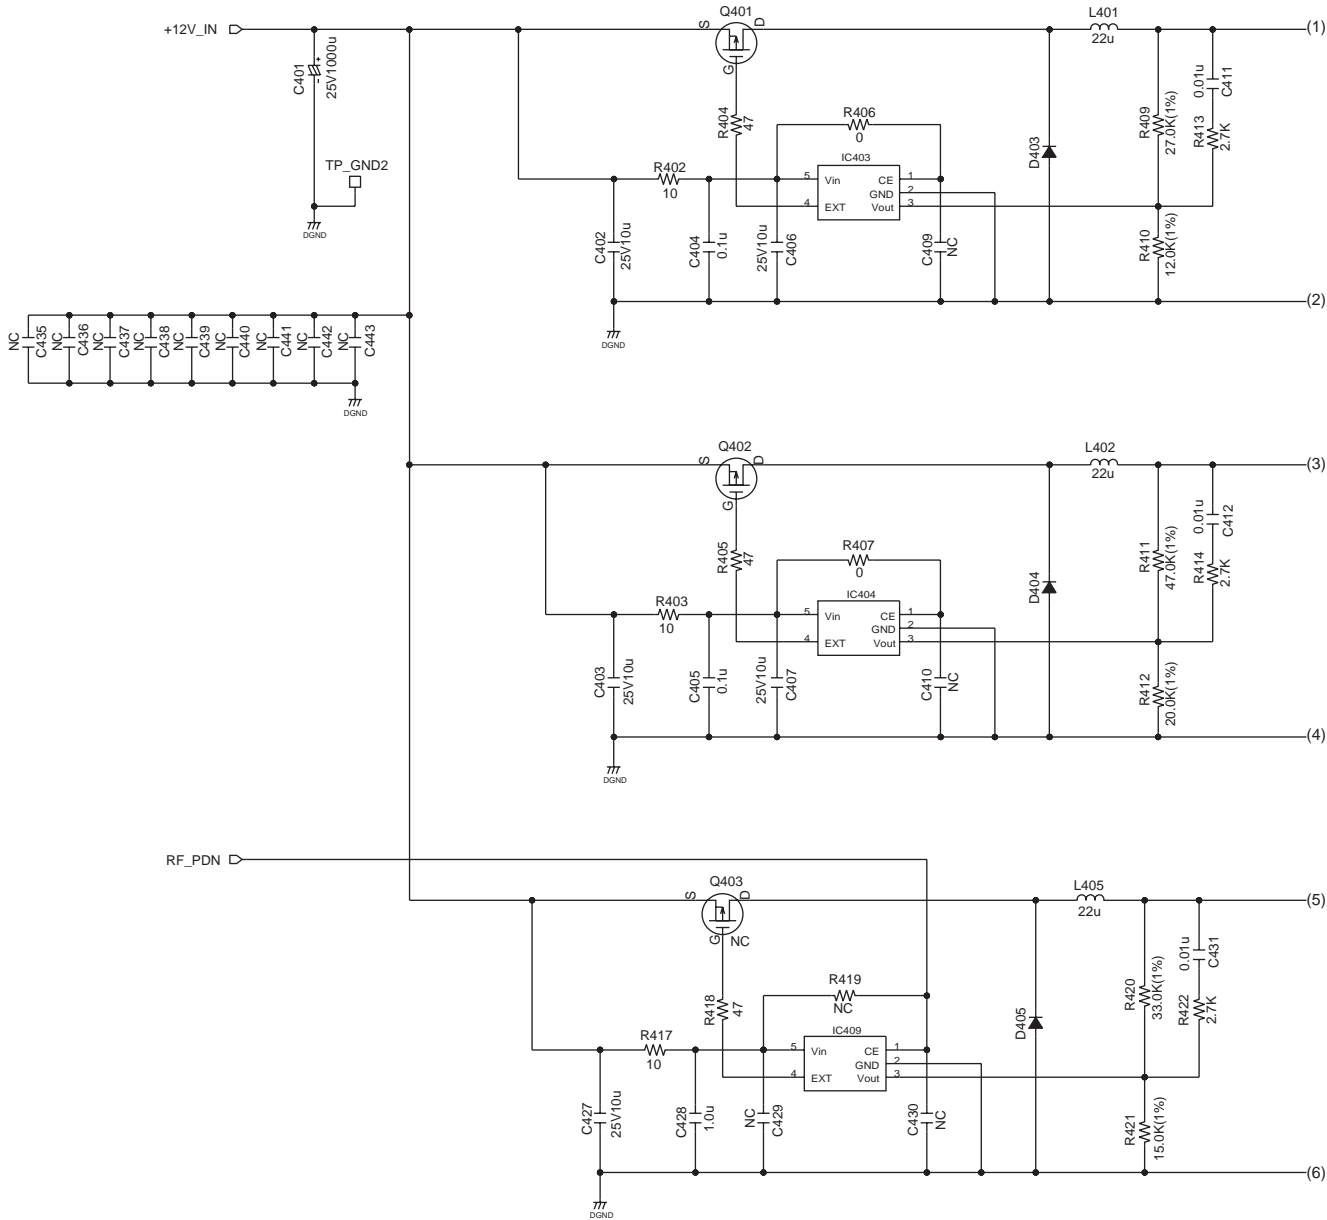 +12V_IN
C401
25V1000u
+
-
TP_GND2
DGND
Q401
S
D
G
R404
47
R406
0
IC403
R402
10
5 Vin
4 EXT
CE 1
GND 2
Vout 3
C402
25V10u
C404
0.1u
25V10u
C406
C409
NC
D403
L401
22u
R409
27.0K(1%)
0.01u
C411
R413
2.7K
R410
12.0K(1%)
(1)
(2)
DGND
NC C435
NC C436
NC C437
NC C438
NC C439
NC C440
NC C441
NC C442
NC C443
DGND
Q402
S
D
G
R405
47
R407
0
IC404
R403
10
5 Vin
4 EXT
CE 1
GND 2
Vout 3
C403
25V10u
C405
0.1u
25V10u
C407
C410
NC
D404
L402
22u
R411
47.0K(1%)
0.01u
C412
R414
2.7K
R412
20.0K(1%)
(3)
(4)
DGND
RF_PDN
Q403
S
D
G
NC
R418
47
R419
NC
IC409
R417
10
5 Vin
4 EXT
CE 1
GND 2
Vout 3
C427
25V10u
C428
1.0u
NC
C429
C430
NC
D405
L405
22u
R420
33.0K(1%)
0.01u
C431
R422
2.7K
R421
15.0K(1%)
(5)
(6)
DGND